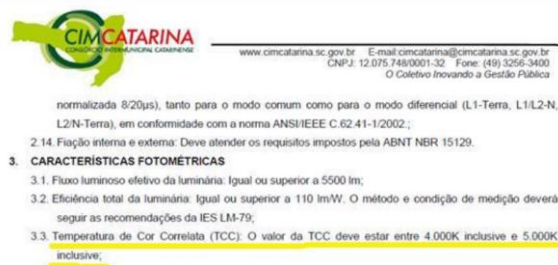 CIMCATARINA
CONSÓRCIO INTERMUNICIPAL CATARINENSE
www.cimcatarina.sc.gov.br E-mail:cimcatarina@cimcatarina.sc.gov.br
CNPJ: 12.075.748/0001-32 Fone: (49) 3256-3400
O Coletivo Inovando a Gestão Pública
normalizada 8/20µs), tanto para o modo comum como para o modo diferencial (L1-Terra, L1/L2-N,
L2/N-Terra), em conformidade com a norma ANSI/IEEE C.62.41-1/2002.;
2.14. Fiação interna e externa: Deve atender os requisitos impostos pela ABNT NBR 15129.
3. CARACTERÍSTICAS FOTOMÉTRICAS
3.1. Fluxo luminoso efetivo da luminária: Igual ou superior a 5500 lm;
3.2. Eficiência total da luminária: Igual ou superior a 110 lm/W. O método e condição de medição deverá
seguir as recomendações da IES LM-79;
3.3. Temperatura de Cor Correlata (TCC): O valor da TCC deve estar entre 4.000K inclusive e 5.000K
inclusive;